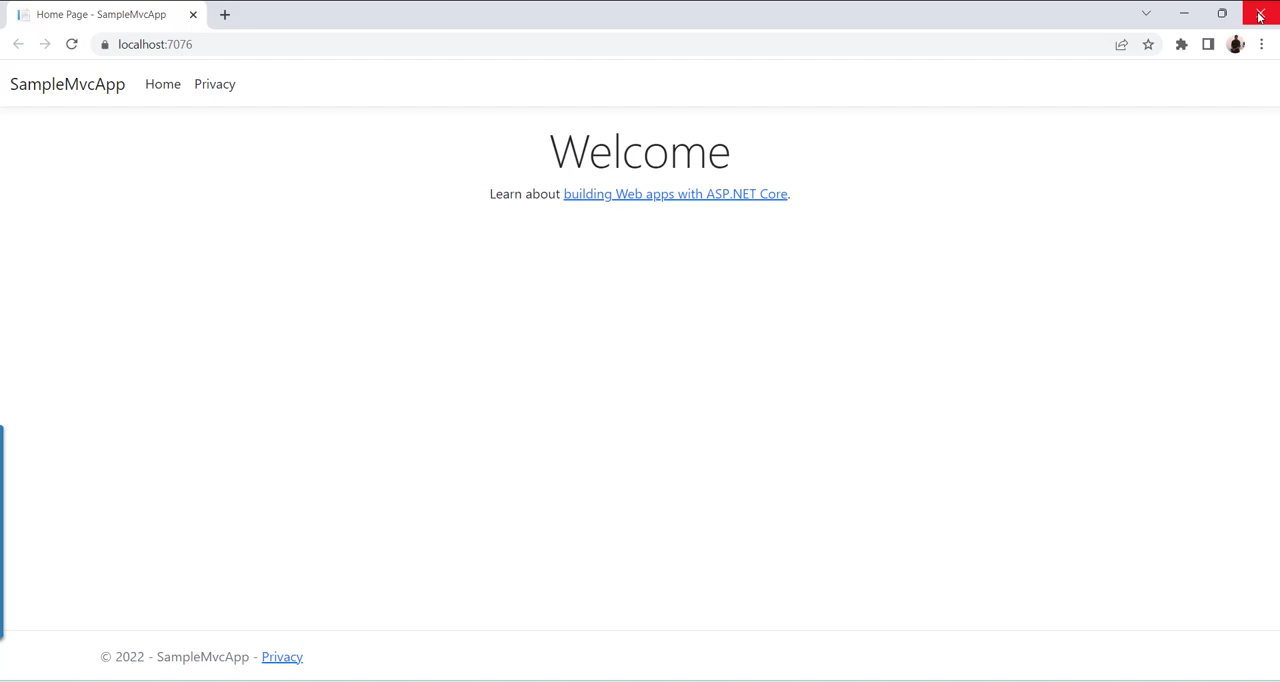 Home Page - SampleMvcApp
localhost:7076
SampleMvcApp Home Privacy
Welcome
Learn about building Web apps with ASP.NET Core.
© 2022 - SampleMvcApp - Privacy